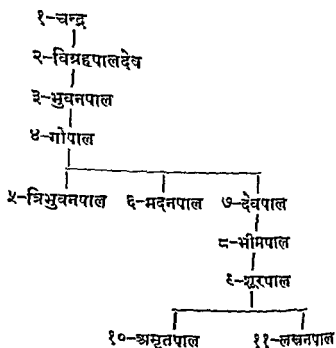 १-चन्द्र
२-विग्रहपालदेव
३-भुवनपाल
४-गोपाल
५-त्रिभुवनपाल ६-मदनपाल ७-देवपाल
८-भीमपाल
९-शूरपाल
१०-अमृतपाल ११-लखनपाल